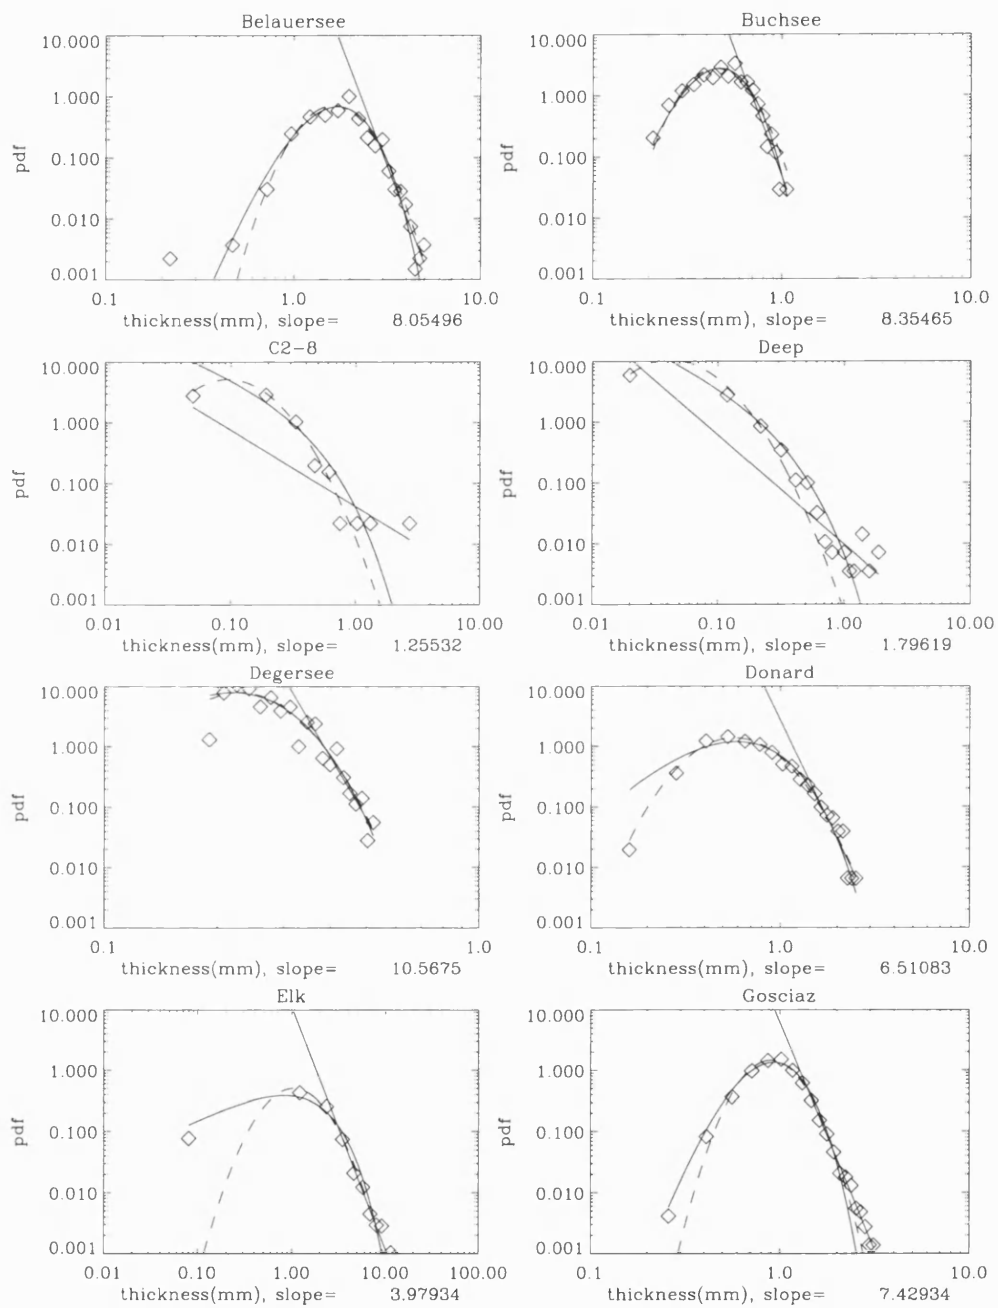 Belauersee
10.000
1.000
0.100
0.010
0.001
pdf
0.1 1.0 10.0
thickness(mm), slope= 8.05496
Buchsee
10.000
1.000
0.100
0.010
0.001
pdf
0.1 1.0 10.0
thickness(mm), slope= 8.35465
C2-8
10.000
1.000
0.100
0.010
0.001
pdf
0.01 0.10 1.00 10.00
thickness(mm), slope= 1.25532
Deep
10.000
1.000
0.100
0.010
0.001
pdf
0.01 0.10 1.00 10.00
thickness(mm), slope= 1.79619
Degersee
10.000
1.000
0.100
0.010
0.001
pdf
0.1 1.0
thickness(mm), slope= 10.5675
Donard
10.000
1.000
0.100
0.010
0.001
pdf
0.1 1.0 10.0
thickness(mm), slope= 6.51083
Elk
10.000
1.000
0.100
0.010
0.001
pdf
0.01 0.10 1.00 10.00 100.00
thickness(mm), slope= 3.97934
Gosciaz
10.000
1.000
0.100
0.010
0.001
pdf
0.1 1.0 10.0
thickness(mm), slope= 7.42934